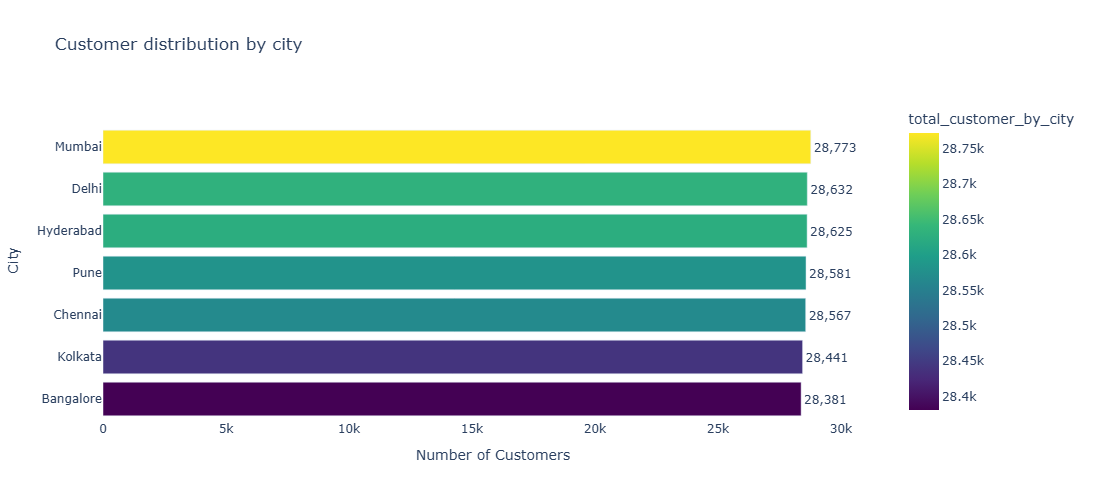 Customer distribution by city
total_customer_by_city
City
Mumbai 28,773
Delhi 28,632
Hyderabad 28,625
Pune 28,581
Chennai 28,567
Kolkata 28,441
Bangalore 28,381
0 5k 10k 15k 20k 25k 30k
Number of Customers
28.75k
28.7k
28.65k
28.6k
28.55k
28.5k
28.45k
28.4k